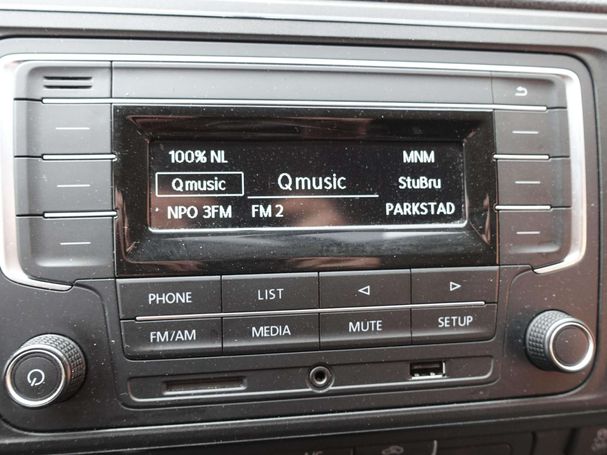 100% NL MNM
Qmusic Qmusic StuBru
NPO 3FM FM 2 PARKSTAD
PHONE LIST
FM/AM MEDIA MUTE SETUP